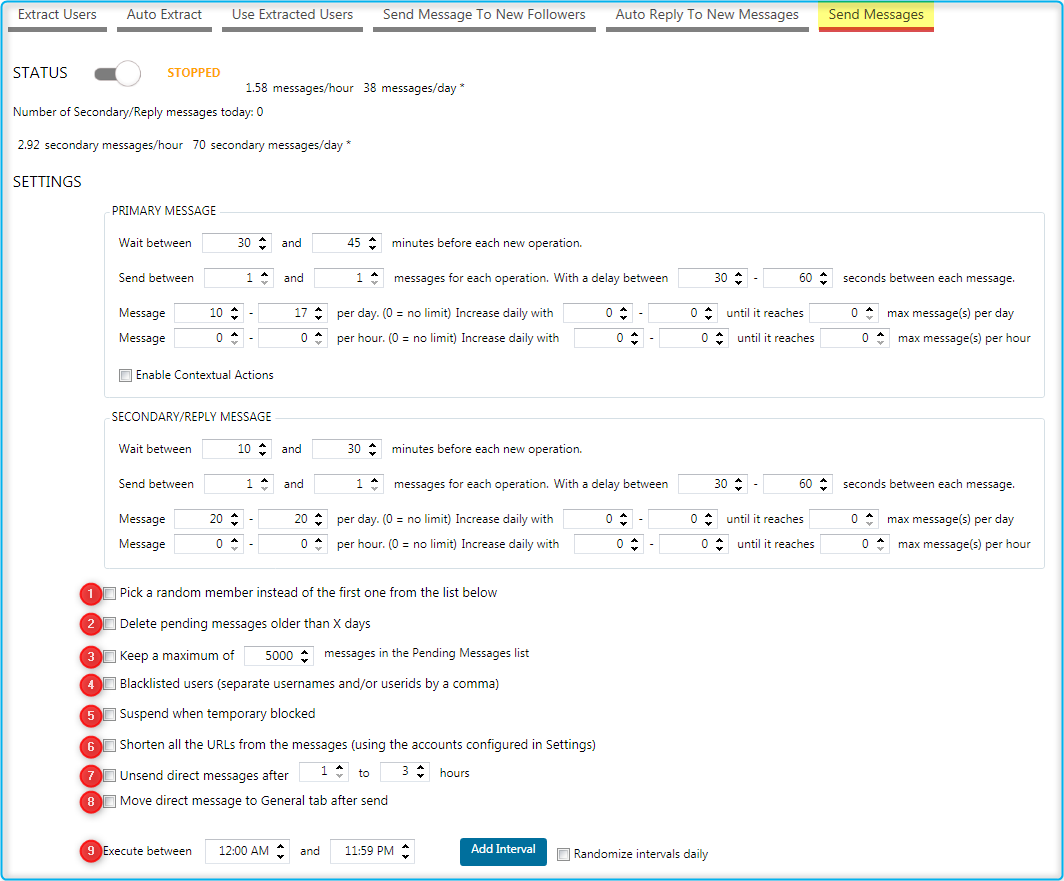 Extract Users Auto Extract Use Extracted Users Send Message To New Followers Auto Reply To New Messages Send Messages
STATUS STOPPED
1.58 messages/hour 38 messages/day *
Number of Secondary/Reply messages today: 0
2.92 secondary messages/hour 70 secondary messages/day *
SETTINGS
PRIMARY MESSAGE
Wait between 30 and 45 minutes before each new operation.
Send between 1 and 1 messages for each operation. With a delay between 30 - 60 seconds between each message.
Message 10 - 17 per day. (0 = no limit) Increase daily with 0 - 0 until it reaches 0 max message(s) per day
Message 0 - 0 per hour. (0 = no limit) Increase daily with 0 - 0 until it reaches 0 max message(s) per hour
Enable Contextual Actions
SECONDARY/REPLY MESSAGE
Wait between 10 and 30 minutes before each new operation.
Send between 1 and 1 messages for each operation. With a delay between 30 - 60 seconds between each message.
Message 20 - 20 per day. (0 = no limit) Increase daily with 0 - 0 until it reaches 0 max message(s) per day
Message 0 - 0 per hour. (0 = no limit) Increase daily with 0 - 0 until it reaches 0 max message(s) per hour
1 Pick a random member instead of the first one from the list below
2 Delete pending messages older than X days
3 Keep a maximum of 5000 messages in the Pending Messages list
4 Blacklisted users (separate usernames and/or userids by a comma)
5 Suspend when temporary blocked
6 Shorten all the URLs from the messages (using the accounts configured in Settings)
7 Unsend direct messages after 1 to 3 hours
8 Move direct message to General tab after send
9 Execute between 12:00 AM and 11:59 PM Add Interval Randomize intervals daily